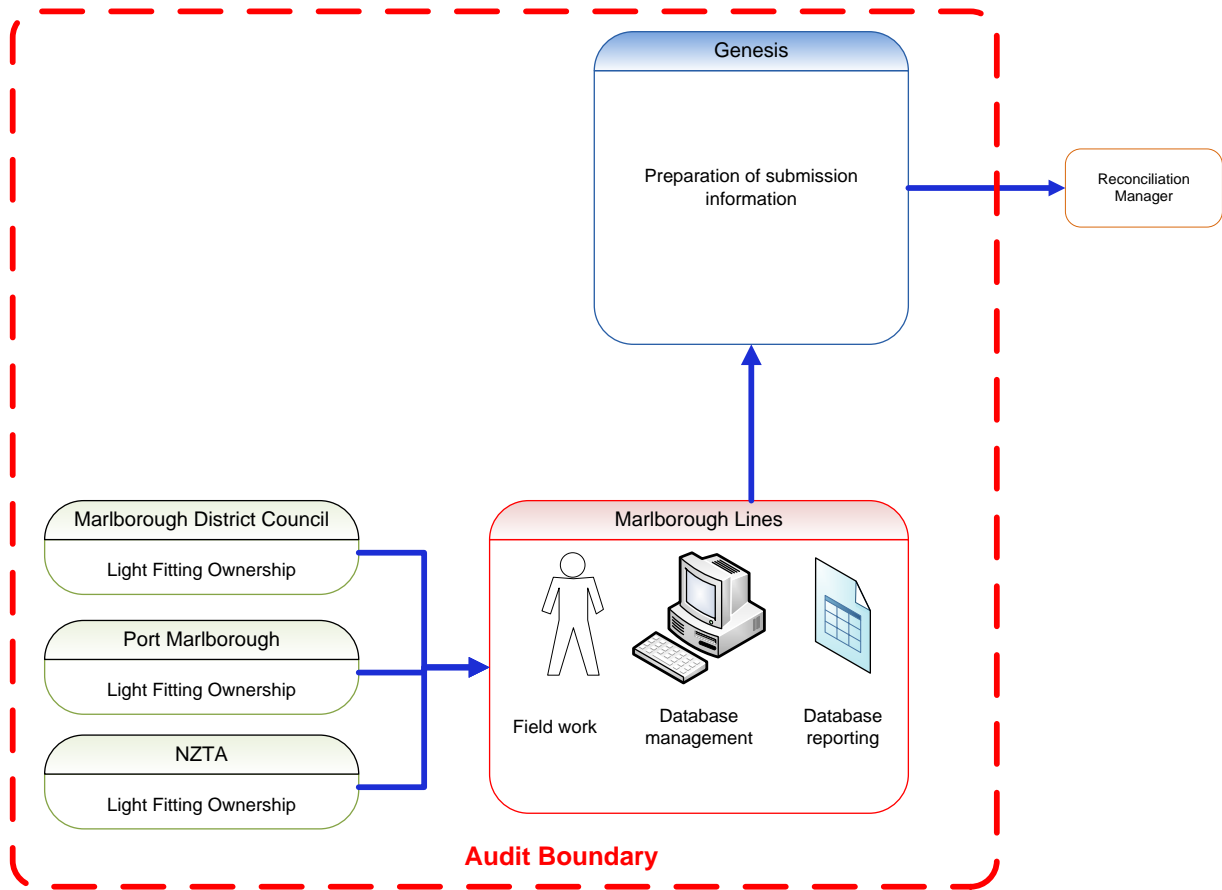 Genesis
Preparation of submission
information
Reconciliation
Manager
Marlborough District Council
Light Fitting Ownership
Port Marlborough
Light Fitting Ownership
NZTA
Light Fitting Ownership
Marlborough Lines
Field work
Database
management
Database
reporting
Audit Boundary